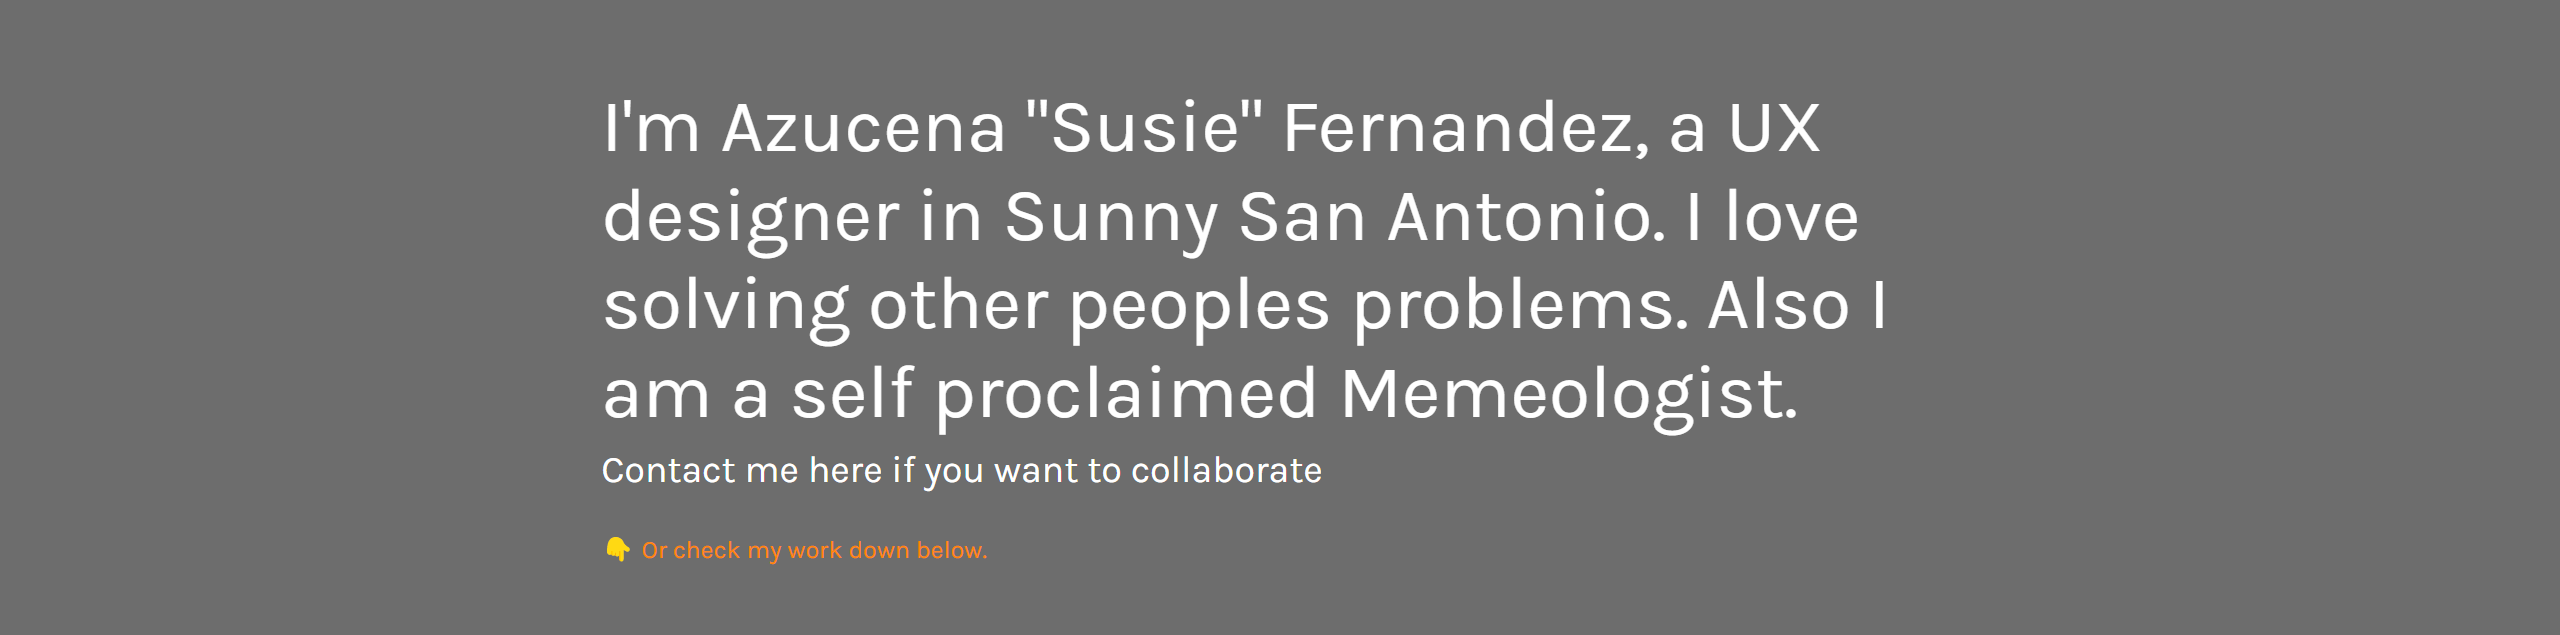 I'm Azucena "Susie" Fernandez, a UX
designer in Sunny San Antonio. I love
solving other peoples problems. Also I
am a self proclaimed Memeologist.
Contact me here if you want to collaborate
👇 Or check my work down below.